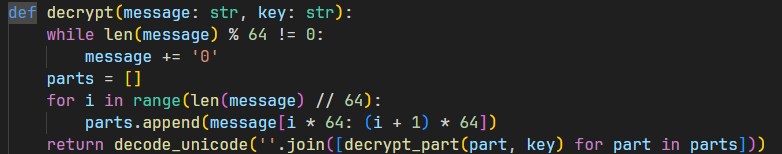 def decrypt(message: str, key: str):
    while len(message) % 64 != 0:
        message += '0'
    parts = []
    for i in range(len(message) // 64):
        parts.append(message[i * 64: (i + 1) * 64])
    return decode_unicode(''.join([decrypt_part(part, key) for part in parts]))